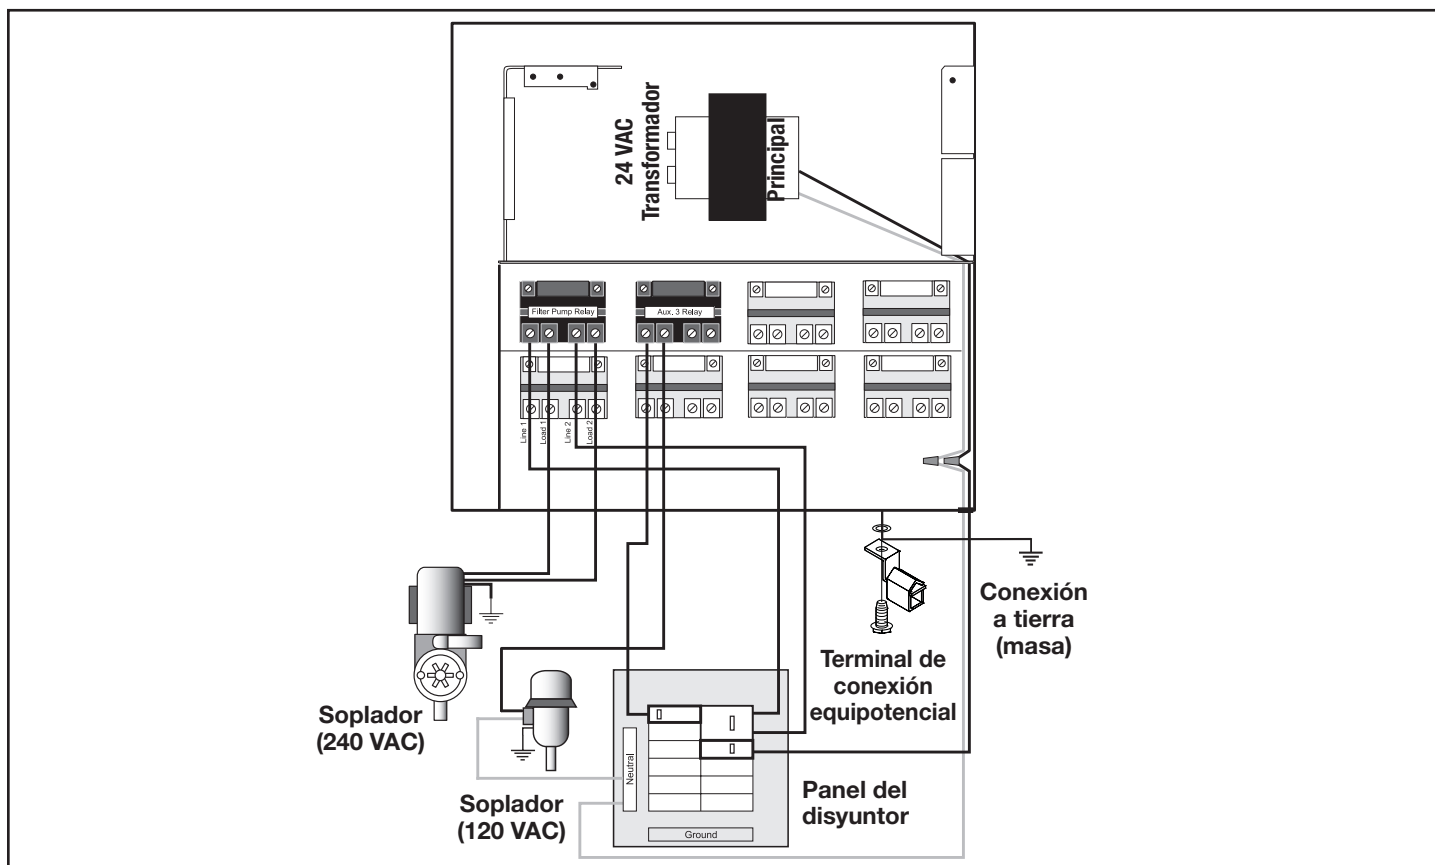 24 VAC
Transformador
Principal
Filter Pump Relay
Aux. 3 Relay
Line 1
Load 1
Line 2
Load 2
Conexión
a tierra
(masa)
Terminal de
conexión
equipotencial
Soplador
(240 VAC)
Neutral
Soplador
(120 VAC)
Panel del
disyuntor
Ground